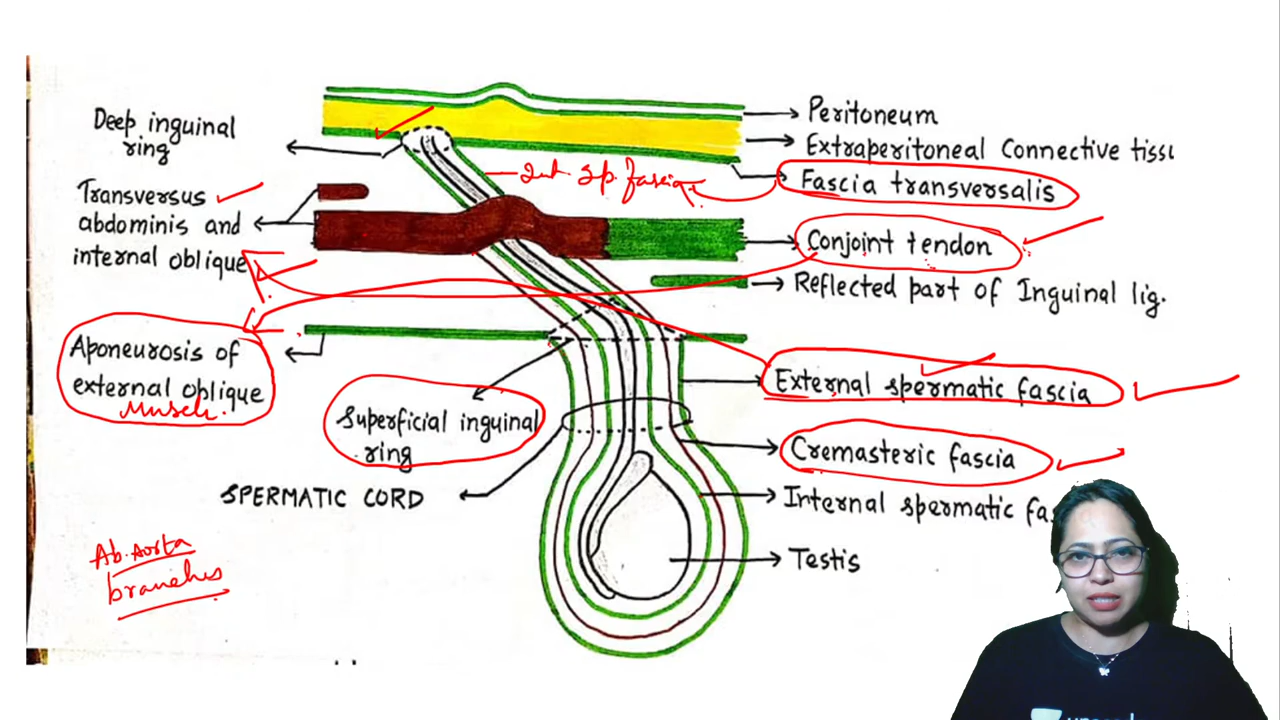 Deep inguinal
ring
Transversus
abdominis and
internal oblique
Aponeurosis of
external oblique
Muscle.
Superficial inguinal
ring
SPERMATIC CORD
Ab. Aorta
branches
Int. Sp. fascia
Peritoneum
Extraperitoneal Connective tissu
Fascia transversalis
Conjoint tendon
Reflected part of Inguinal lig.
External spermatic fascia
Cremasteric fascia
Internal spermatic fas
Testis